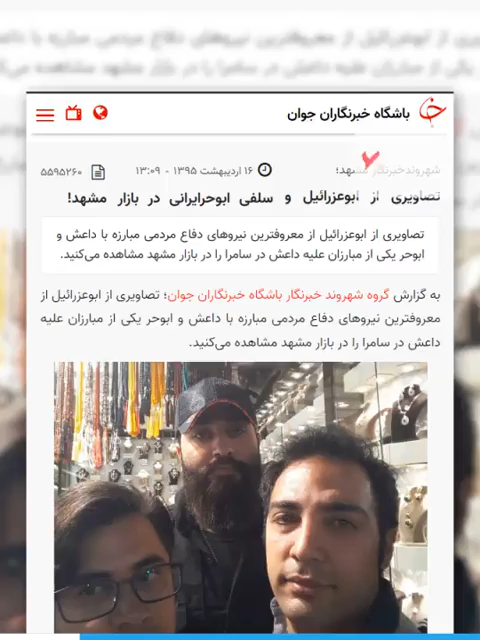 باشگاه خبرنگاران جوان
شهروندخبرنگار مشهد؛
۱۶ اردیبهشت ۱۳۹۵ - ۱۳:۰۹
۵۵۹۵۲۶۰
تصاویری از ابوعزرائیل و سلفی ابوحرایرانی در بازار مشهد!
تصاویری از ابوعزرائیل از معروفترین نیروهای دفاع مردمی مبارزه با داعش و
ابوحر یکی از مبارزان علیه داعش در سامرا را در بازار مشهد مشاهده می‌کنید.
به گزارش گروه شهروند خبرنگار باشگاه خبرنگاران جوان؛ تصاویری از ابوعزرائیل از
معروفترین نیروهای دفاع مردمی مبارزه با داعش و ابوحر یکی از مبارزان علیه
داعش در سامرا را در بازار مشهد مشاهده می‌کنید.